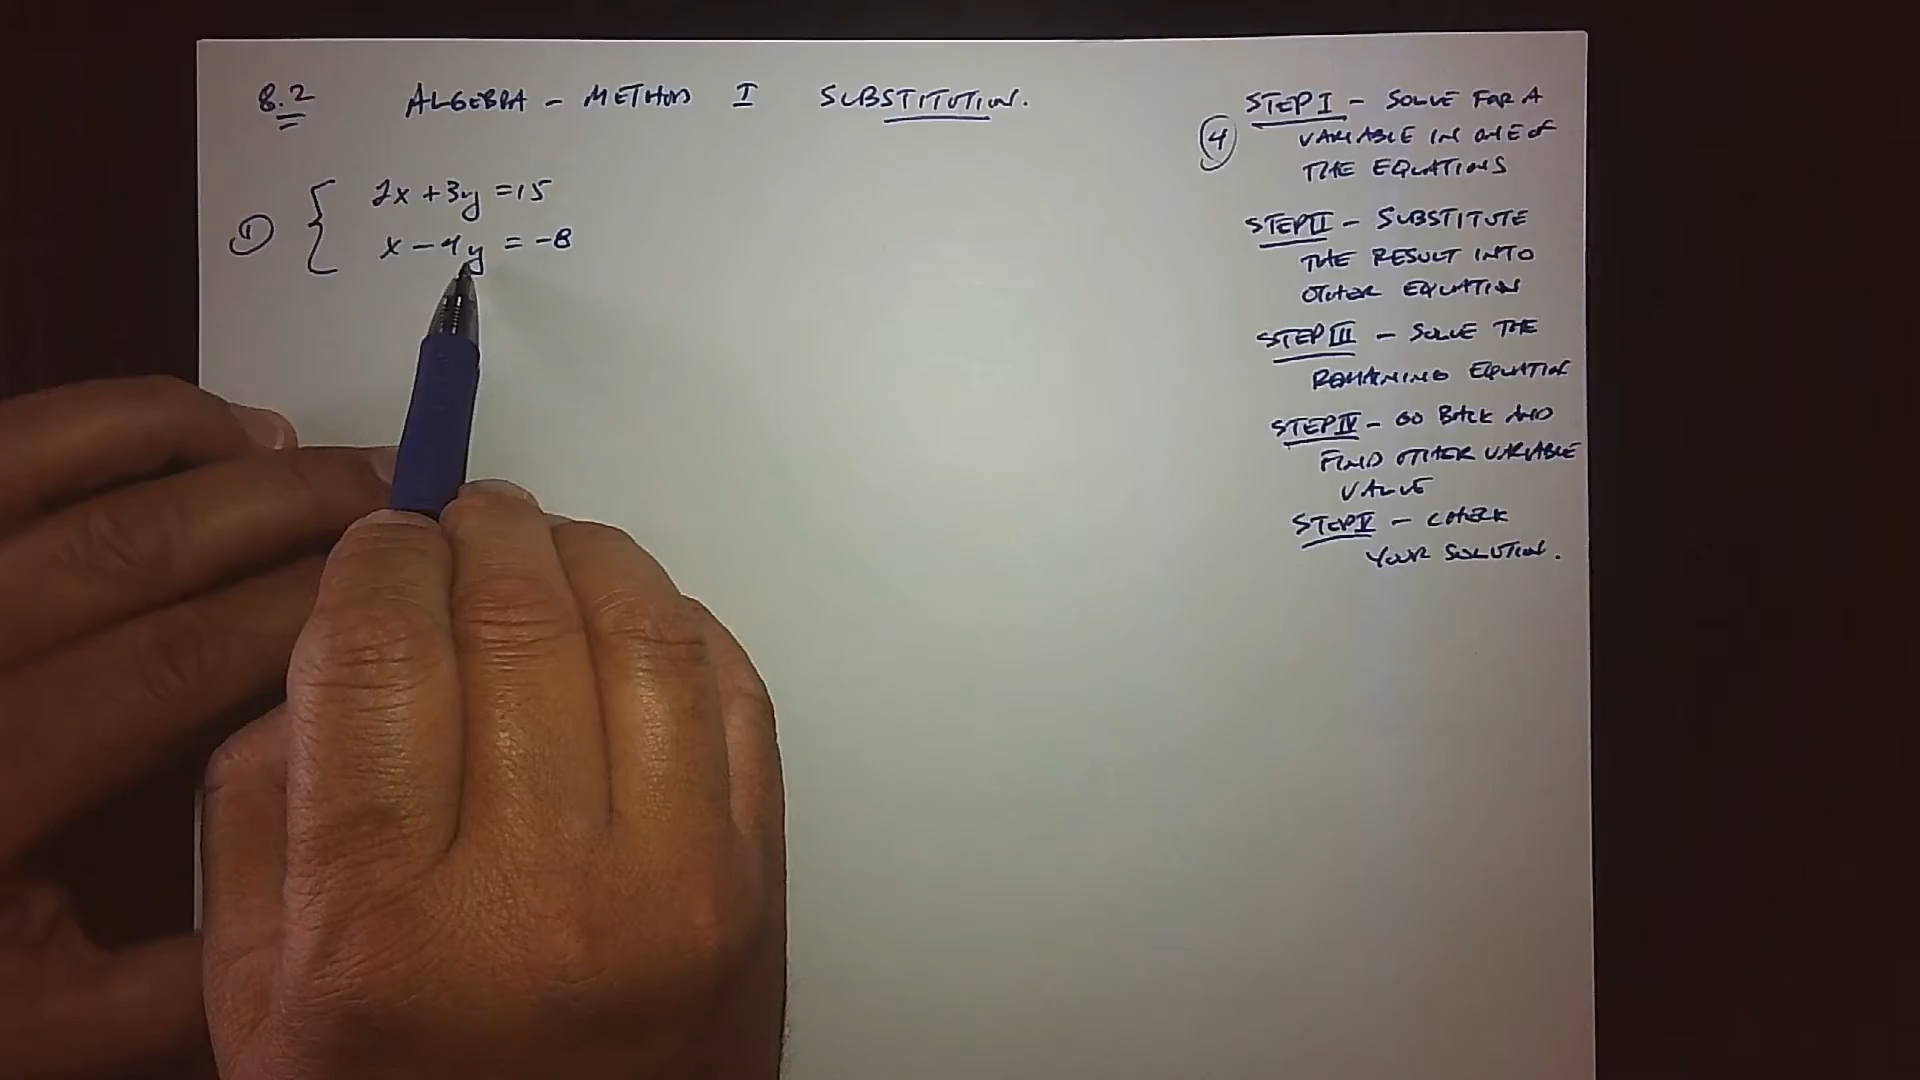 8.2 ALGEBRA - METHOD I SUBSTITUTION.
① { 2x + 3y = 15
x - 4y = -8
④ STEP I - SOLVE FOR A
VARIABLE IN ONE OF
THE EQUATIONS
STEP II - SUBSTITUTE
THE RESULT INTO
OTHER EQUATION
STEP III - SOLVE THE
REMAINING EQUATION
STEP IV - GO BACK AND
FIND OTHER VARIABLE
VALUE
STEP V - CHECK
YOUR SOLUTION.